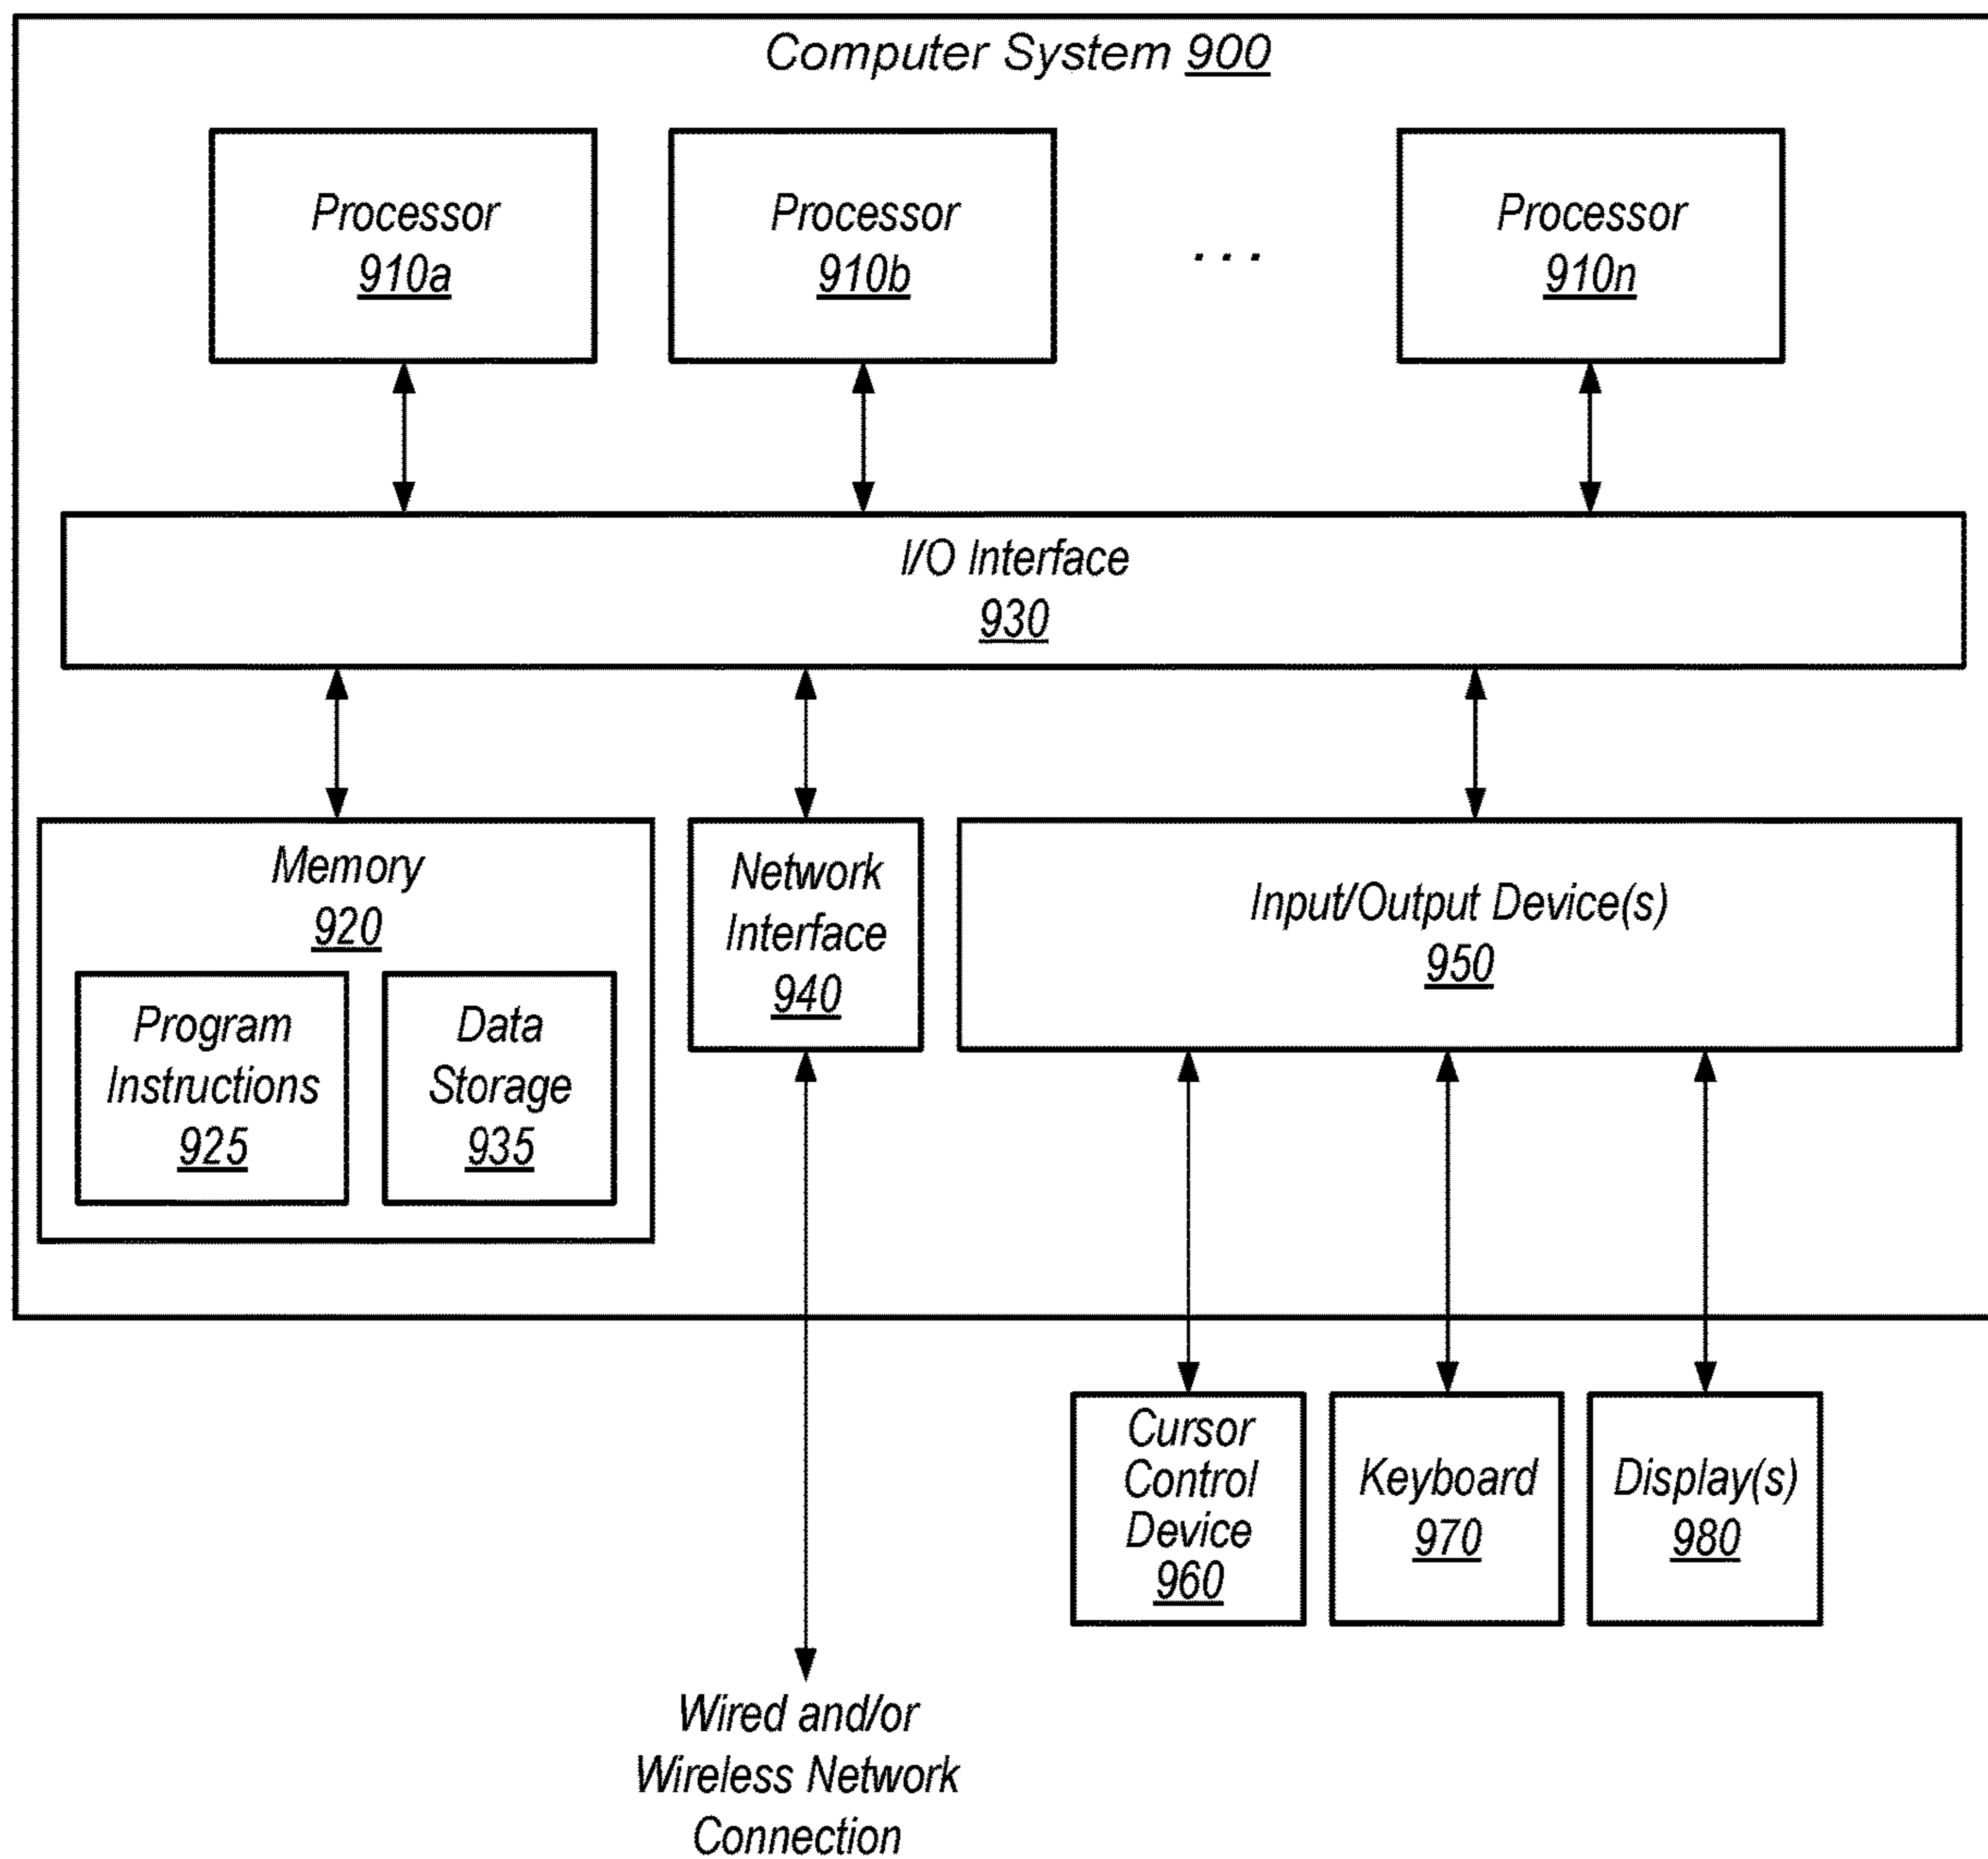 Computer System 900
Processor
910a
Processor
910b
. . .
Processor
910n
I/O Interface
930
Memory
920
Program
Instructions
925
Data
Storage
935
Network
Interface
940
Input/Output Device(s)
950
Cursor
Control
Device
960
Keyboard
970
Display(s)
980
Wired and/or
Wireless Network
Connection